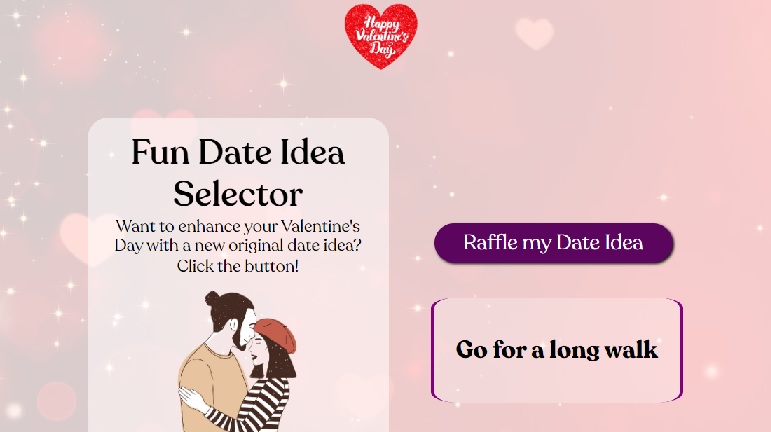 Happy
Valentine's
Day
Fun Date Idea
Selector
Want to enhance your Valentine's
Day with a new original date idea?
Click the button!
Raffle my Date Idea
Go for a long walk